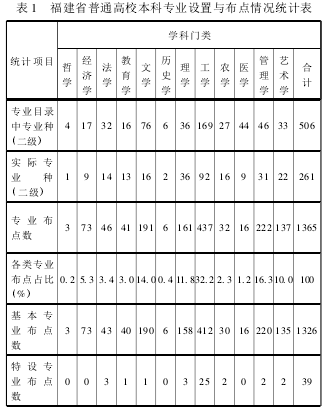 表 1 福建省普通高校本科专业设置与布点情况统计表
统计项目 学科门类
哲学 经济学 法学 教育学 文学 历史学 理学 工学 农学 医学 管理学 艺术学 合计
专业目录中专业种(二级) 4 17 32 16 76 6 36 169 27 44 46 33 506
实际专业种(二级) 1 9 14 13 16 2 36 92 16 9 31 22 261
专业布点数 3 73 46 41 191 6 161 437 32 16 222 137 1365
各类专业布点占比(%) 0.2 5.3 3.4 3.0 14.0 0.4 11.8 32.2 2.3 1.2 16.3 10.0 100
基本专业布点数 3 73 43 40 190 6 158 412 30 16 220 135 1326
特设专业布点数 0 0 3 1 1 0 3 25 2 0 2 2 39